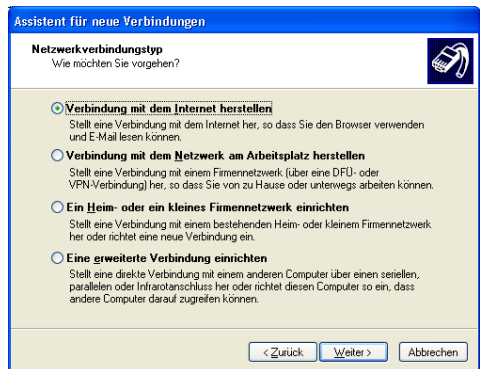 Assistent für neue Verbindungen
Netzwerkverbindungstyp
Wie möchten Sie vorgehen?
Verbindung mit dem Internet herstellen
Stellt eine Verbindung mit dem Internet her, so dass Sie den Browser verwenden
und E-Mail lesen können.
Verbindung mit dem Netzwerk am Arbeitsplatz herstellen
Stellt eine Verbindung mit einem Firmennetzwerk (über eine DFÜ- oder
VPN-Verbindung) her, so dass Sie von zu Hause oder unterwegs arbeiten können.
Ein Heim- oder ein kleines Firmennetzwerk einrichten
Stellt eine Verbindung mit einem bestehenden Heim- oder kleinem Firmennetzwerk
her oder richtet eine neue Verbindung ein.
Eine erweiterte Verbindung einrichten
Stellt eine direkte Verbindung mit einem anderen Computer über einen seriellen,
parallelen oder Infrarotanschluss her oder richtet diesen Computer so ein, dass
andere Computer darauf zugreifen können.
< Zurück Weiter > Abbrechen